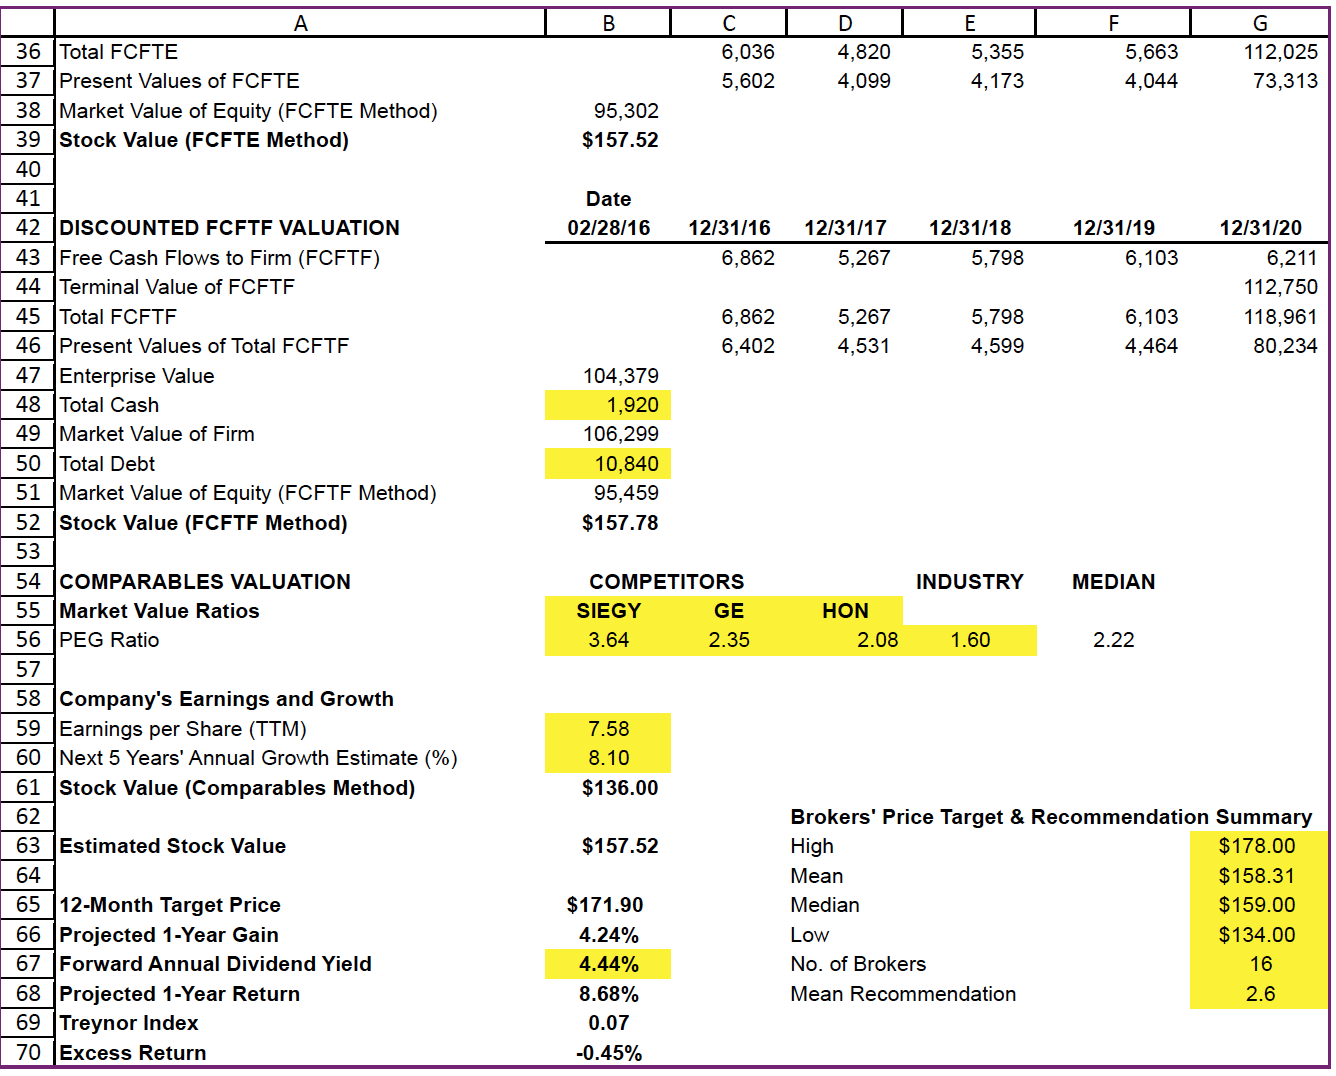 A B C D E F G
36 Total FCFTE 6,036 4,820 5,355 5,663 112,025
37 Present Values of FCFTE 5,602 4,099 4,173 4,044 73,313
38 Market Value of Equity (FCFTE Method) 95,302
39 Stock Value (FCFTE Method) $157.52
40
41 Date
42 DISCOUNTED FCFTF VALUATION 02/28/16 12/31/16 12/31/17 12/31/18 12/31/19 12/31/20
43 Free Cash Flows to Firm (FCFTF) 6,862 5,267 5,798 6,103 6,211
44 Terminal Value of FCFTF 112,750
45 Total FCFTF 6,862 5,267 5,798 6,103 118,961
46 Present Values of Total FCFTF 6,402 4,531 4,599 4,464 80,234
47 Enterprise Value 104,379
48 Total Cash 1,920
49 Market Value of Firm 106,299
50 Total Debt 10,840
51 Market Value of Equity (FCFTF Method) 95,459
52 Stock Value (FCFTF Method) $157.78
53
54 COMPARABLES VALUATION COMPETITORS INDUSTRY MEDIAN
55 Market Value Ratios SIEGY GE HON
56 PEG Ratio 3.64 2.35 2.08 1.60 2.22
57
58 Company's Earnings and Growth
59 Earnings per Share (TTM) 7.58
60 Next 5 Years' Annual Growth Estimate (%) 8.10
61 Stock Value (Comparables Method) $136.00
62 Brokers' Price Target & Recommendation Summary
63 Estimated Stock Value $157.52 High $178.00
64 Mean $158.31
65 12-Month Target Price $171.90 Median $159.00
66 Projected 1-Year Gain 4.24% Low $134.00
67 Forward Annual Dividend Yield 4.44% No. of Brokers 16
68 Projected 1-Year Return 8.68% Mean Recommendation 2.6
69 Treynor Index 0.07
70 Excess Return -0.45%